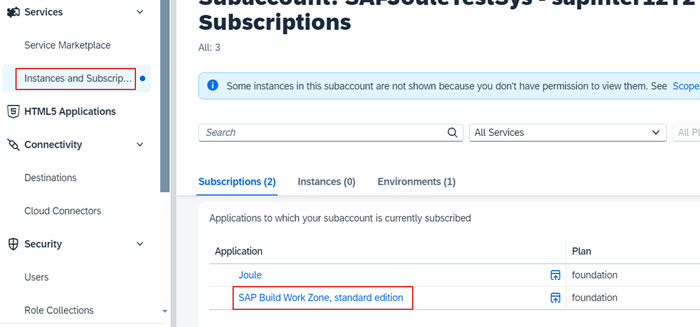 Services
Service Marketplace
Instances and Subscrip...
HTML5 Applications
Connectivity
Destinations
Cloud Connectors
Security
Users
Role Collections
Subscriptions
All: 3
Some instances in this subaccount are not shown because you don't have permission to view them. See Scope
Search
All Services
All Pl
Subscriptions (2)
Instances (0)
Environments (1)
Applications to which your subaccount is currently subscribed
Application
Plan
Joule
foundation
SAP Build Work Zone, standard edition
foundation